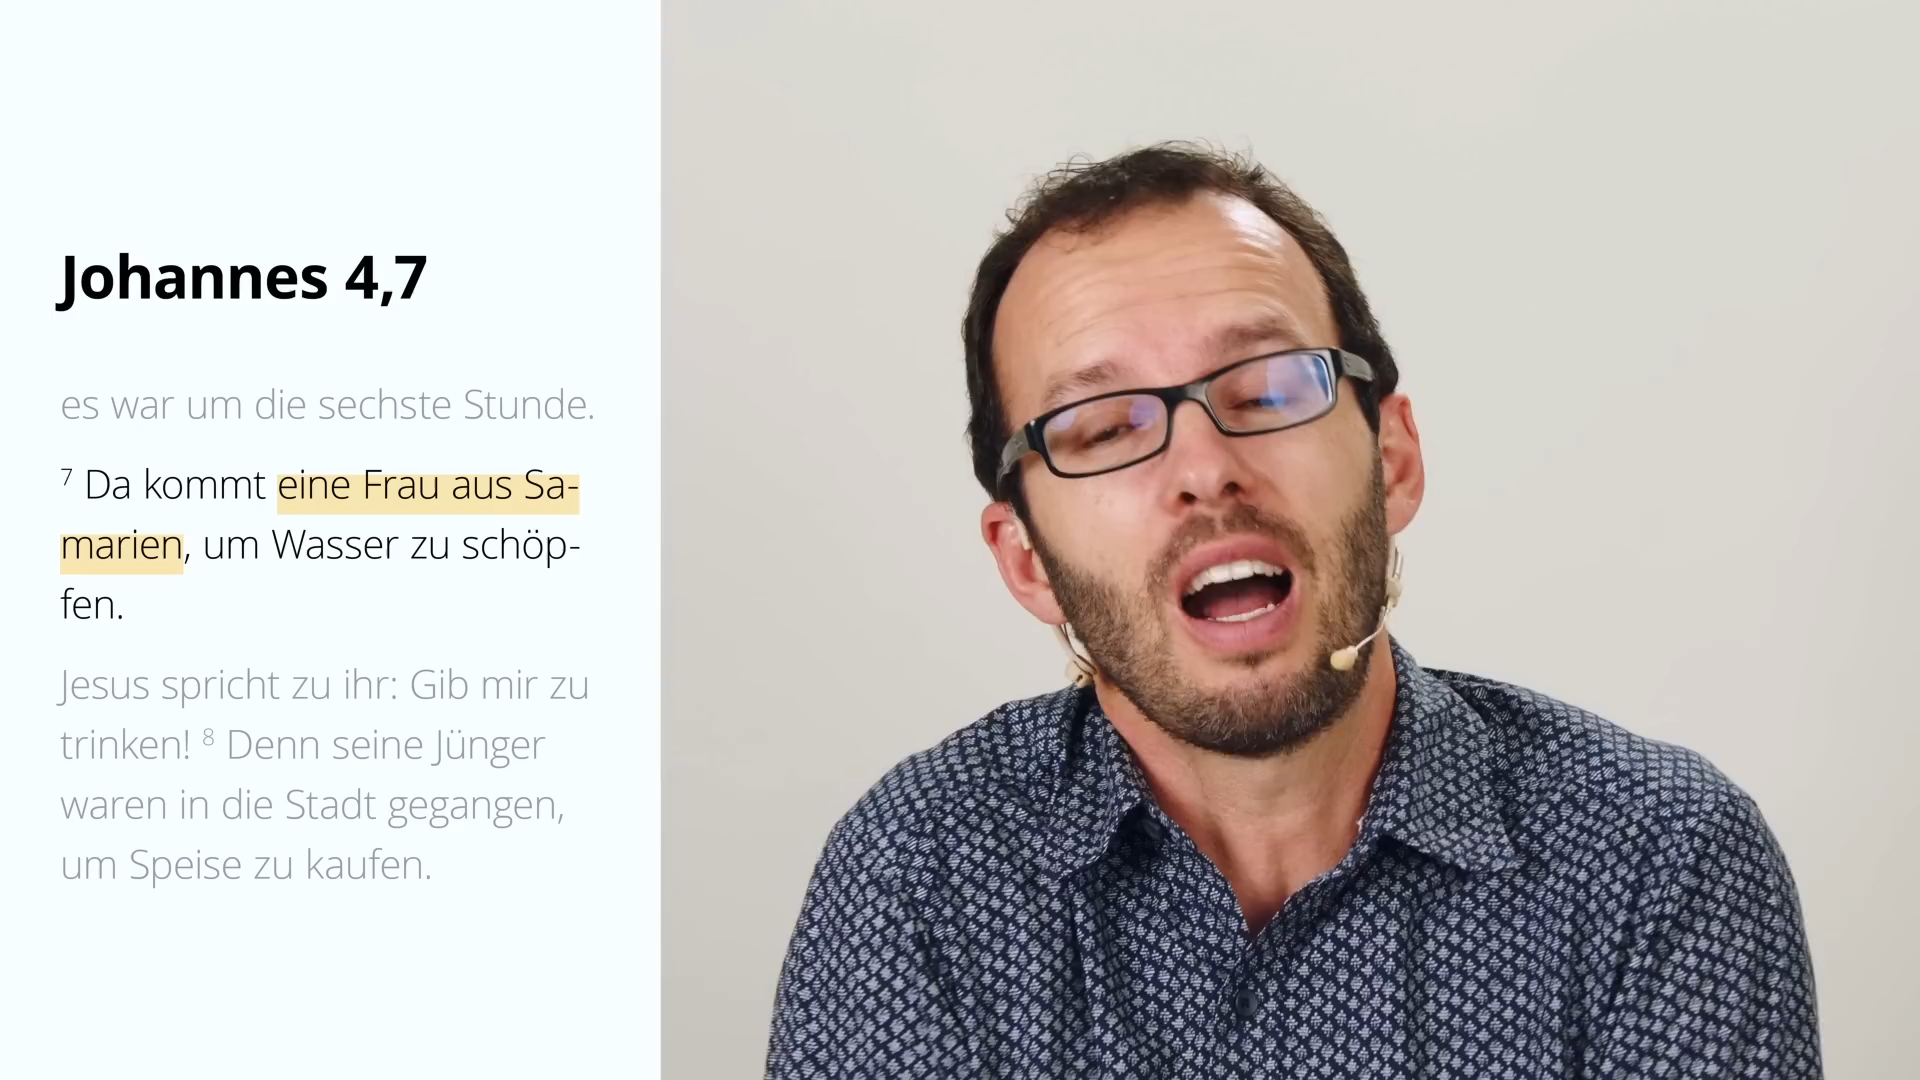 Johannes 4,7
es war um die sechste Stunde.
7 Da kommt eine Frau aus Sa-
marien, um Wasser zu schöp-
fen.
Jesus spricht zu ihr: Gib mir zu
trinken! 8 Denn seine Jünger
waren in die Stadt gegangen,
um Speise zu kaufen.